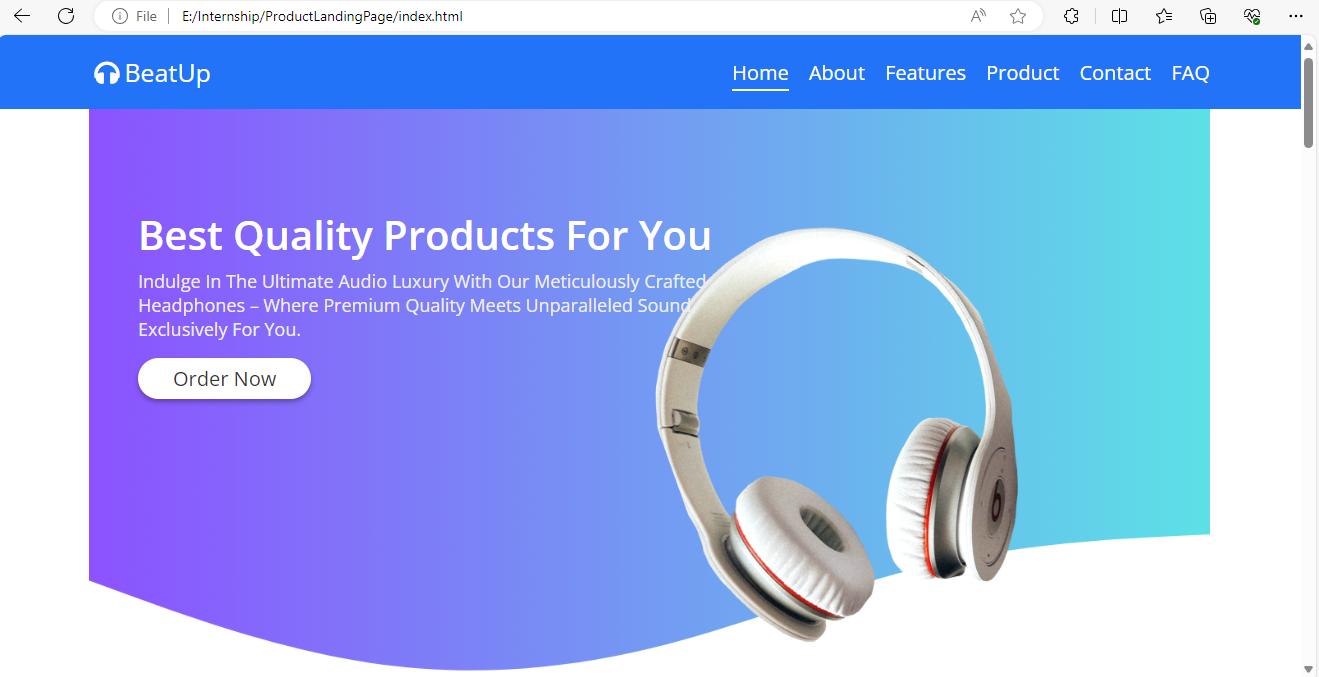 File
E:/Internship/ProductLandingPage/index.html
BeatUp
Home About Features Product Contact FAQ
Best Quality Products For You
Indulge In The Ultimate Audio Luxury With Our Meticulously Crafted
Headphones – Where Premium Quality Meets Unparalleled Sound
Exclusively For You.
Order Now